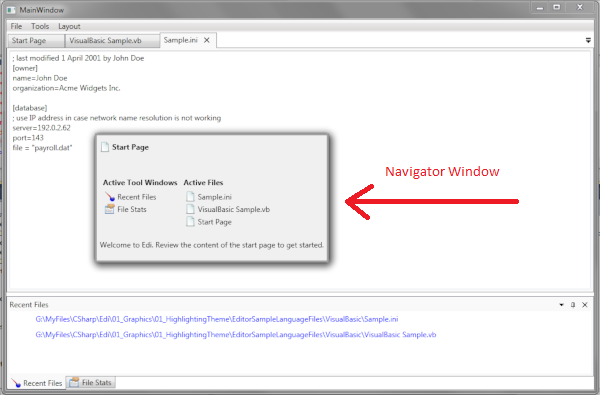 MainWindow
File Tools Layout
Start Page VisualBasic Sample.vb Sample.ini
; last modified 1 April 2001 by John Doe
[owner]
name=John Doe
organization=Acme Widgets Inc.
[database]
; use IP address in case network name resolution is not working
server=192.0.2.62
port=143
file = "payroll.dat"
Start Page
Active Tool Windows Active Files
Recent Files Sample.ini
File Stats VisualBasic Sample.vb
Start Page
Welcome to Edi. Review the content of the start page to get started.
Navigator Window
Recent Files
G:\MyFiles\CSharp\Edi\01_Graphics\01_HighlightingTheme\EditorSampleLanguageFiles\VisualBasic\Sample.ini
G:\MyFiles\CSharp\Edi\01_Graphics\01_HighlightingTheme\EditorSampleLanguageFiles\VisualBasic\VisualBasic Sample.vb
Recent Files File Stats